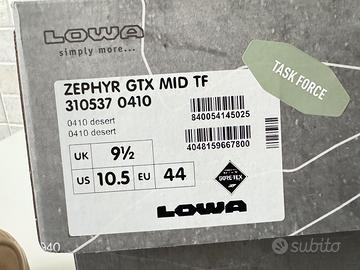 LOWA
simply more...
TASK FORCE
ZEPHYR GTX MID TF
310537 0410
0410 desert
0410 desert
840054145025
4048159667800
UK 9½
US 10.5 EU 44
GORE-TEX
LOWA
subito